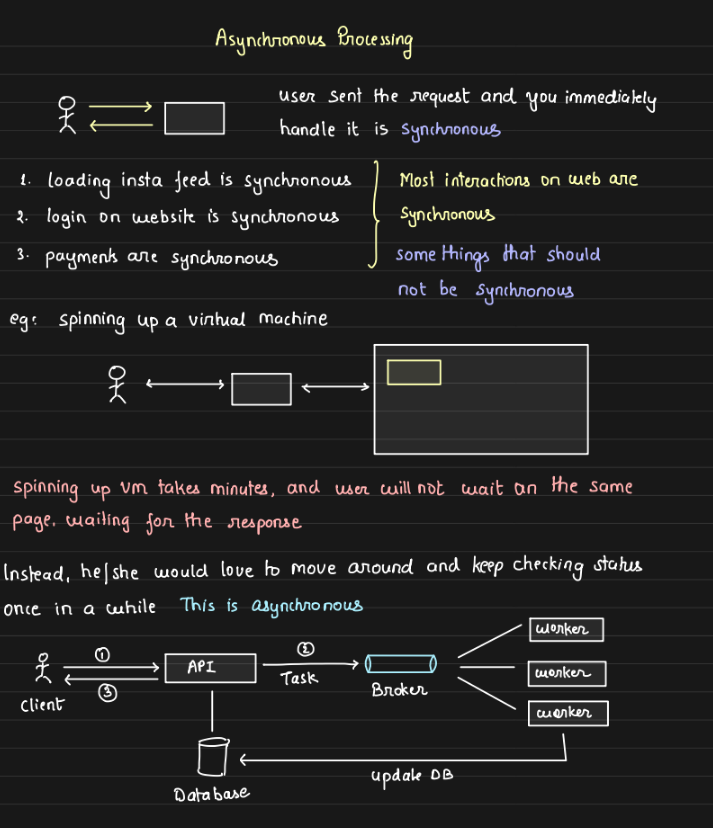 Asynchronous Processing
user sent the request and you immediately
handle it is synchronous
1. loading insta feed is synchronous
2. login on website is synchronous
3. payments are synchronous
Most interactions on web are
synchronous
some things that should
not be synchronous
eg: spinning up a virtual machine
spinning up vm takes minutes, and user will not wait on the same
page. waiting for the response
Instead, he/she would love to move around and keep checking status
once in a while This is asynchronous
worker
① API ② worker
③ Task Broker
Client worker
update DB
Database